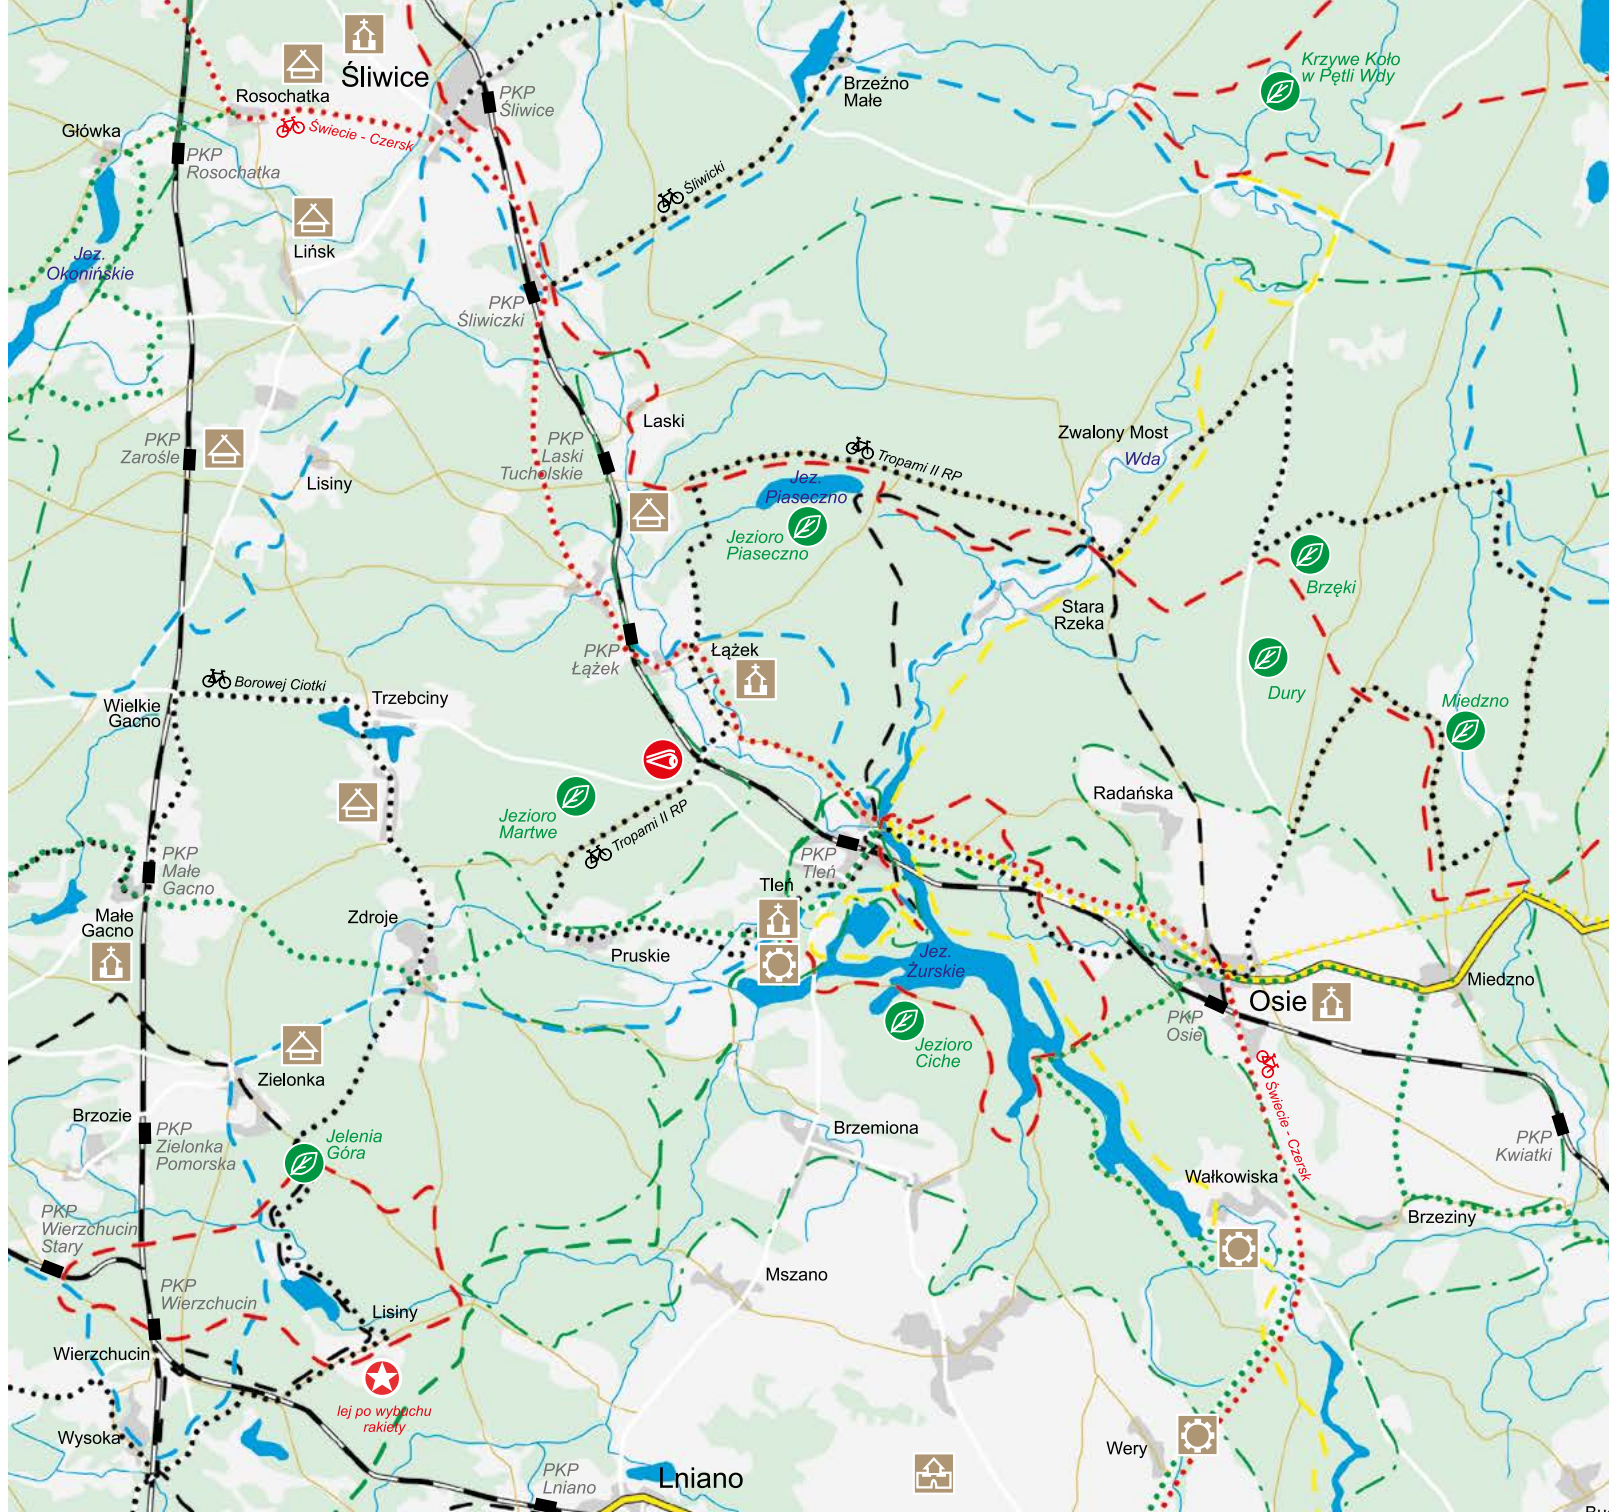 Śliwice
Rosochatka
PKP
Śliwice
Świecie - Czersk
Główka
PKP
Rosochatka
Brzeźno
Małe
Krzywe Koło
w Pętli Wdy
Śliwicki
Lińsk
Jez.
Okonińskie
PKP
Śliwiczki
Laski
PKP
Zarośle
PKP
Laski
Tucholskie
Lisiny
Tropami II RP
Zwalony Most
Wda
Jez.
Piaseczno
Jezioro
Piaseczno
Brzęki
Stara
Rzeka
PKP
Łążek
Łążek
Dury
Miedzno
Borowej Ciotki
Trzebciny
Wielkie
Gacno
Radańska
Jezioro
Martwe
Tropami II RP
PKP
Małe
Gacno
PKP
Tleń
Tleń
Małe
Gacno
Zdroje
Pruskie
Jez.
Żurskie
Miedzno
Osie
PKP
Osie
Jezioro
Ciche
Zielonka
Świecie - Czersk
Brzozie
PKP
Zielonka
Pomorska
Jelenia
Góra
Brzemiona
PKP
Kwiatki
Wałkowiska
Brzeziny
PKP
Wierzchucin
Stary
Mszano
PKP
Wierzchucin
Lisiny
Wierzchucin
lej po wybuchu
rakiety
Wysoka
Wery
PKP
Lniano
Lniano